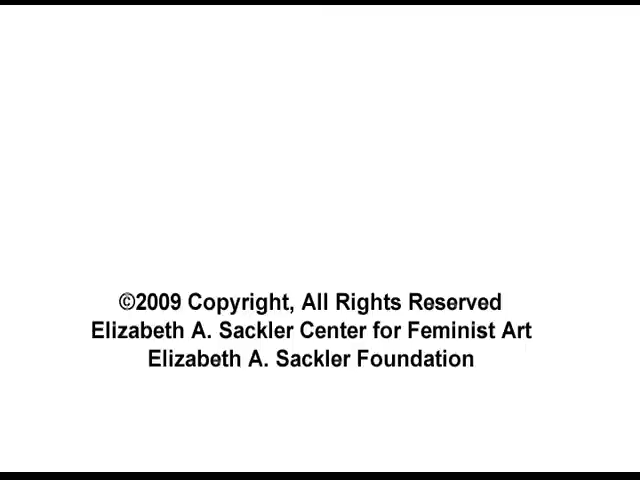 ©2009 Copyright, All Rights Reserved
Elizabeth A. Sackler Center for Feminist Art
Elizabeth A. Sackler Foundation